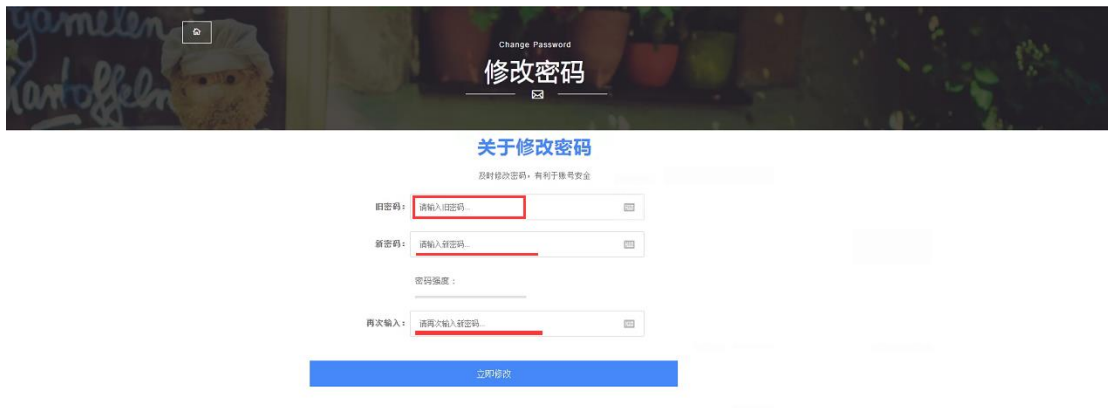 gamelen
Kartoffeln
Change Password
修改密码
关于修改密码
及时修改密码，有利于账号安全
旧密码： 请输入旧密码...
新密码： 请输入新密码...
密码强度：
再次输入： 请再次输入新密码...
立即修改